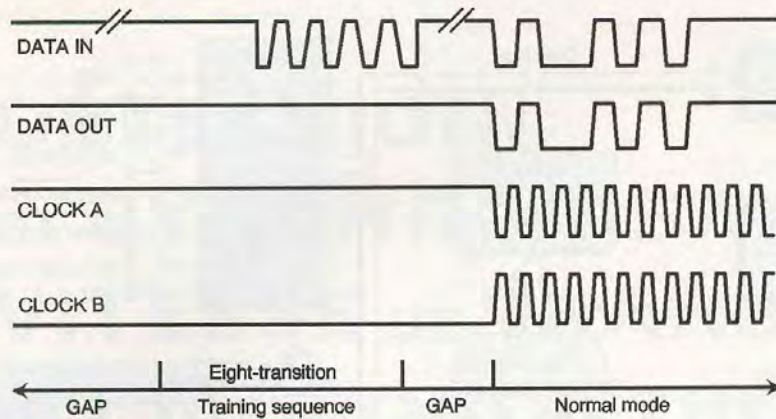 DATA IN
DATA OUT
CLOCK A
CLOCK B
Eight-transition
GAP
Training sequence
GAP
Normal mode